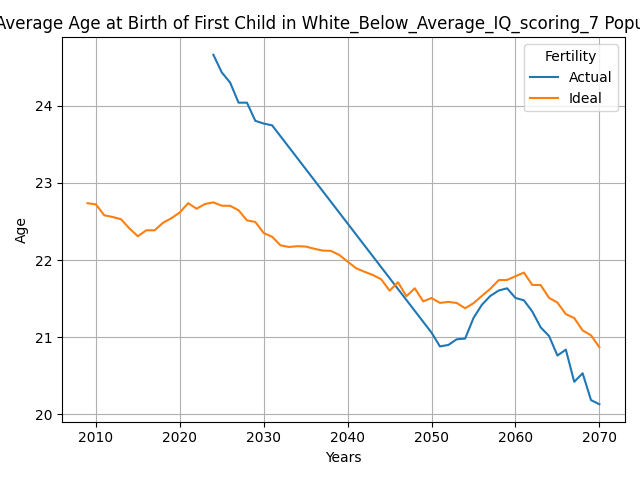 Average Age at Birth of First Child in White_Below_Average_IQ_scoring_7 Popu
Fertility
Actual
Ideal
24
23
22
21
20
Age
2010 2020 2030 2040 2050 2060 2070
Years